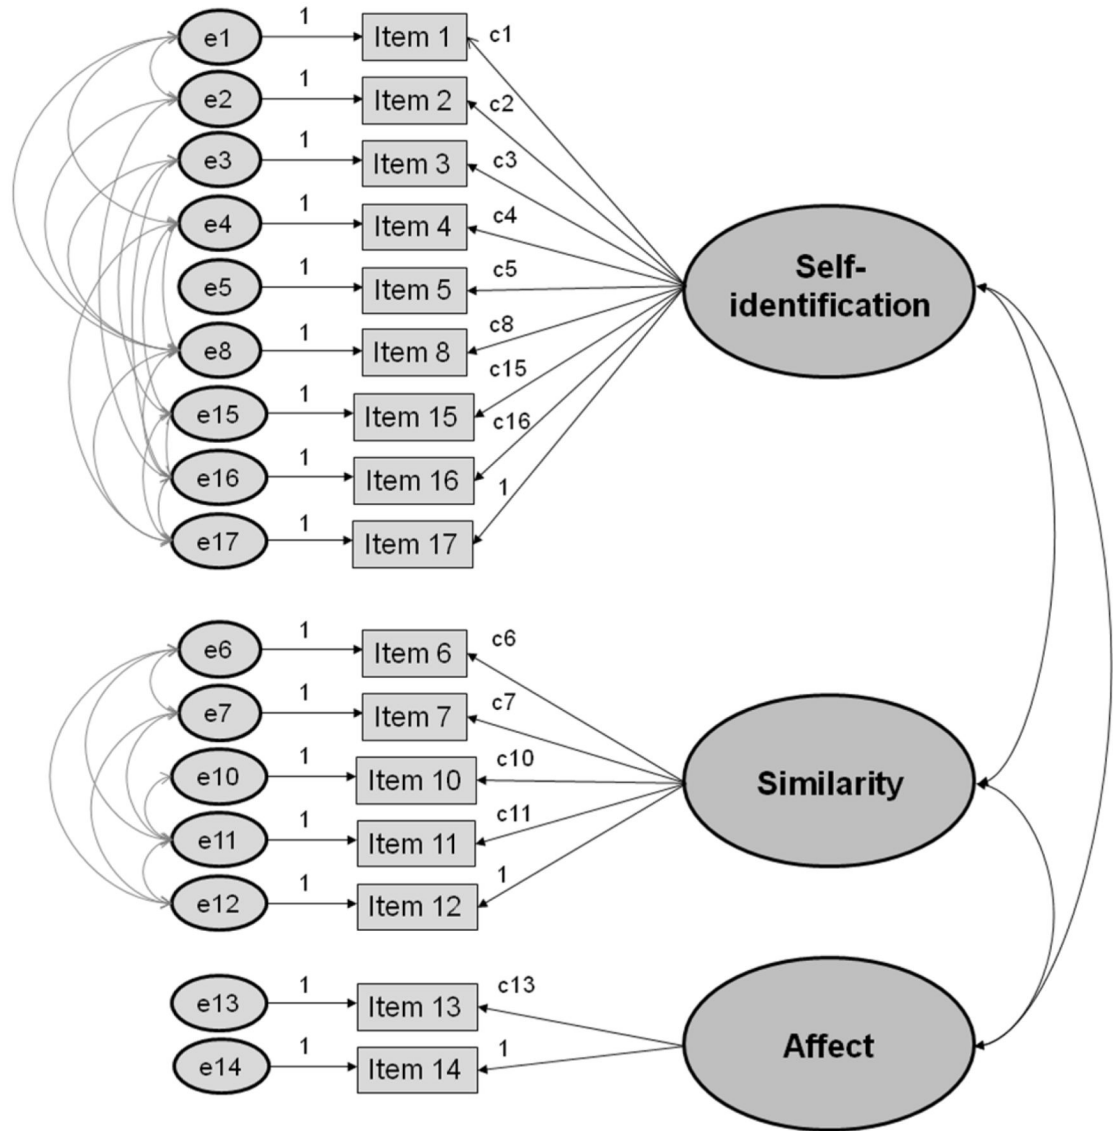 e1 1 Item 1 c1
e2 1 Item 2 c2
e3 1 Item 3 c3
e4 1 Item 4 c4
e5 1 Item 5 c5
e8 1 Item 8 c8
e15 1 Item 15 c15
e16 1 Item 16 c16
e17 1 Item 17 1
Self-
identification
e6 1 Item 6 c6
e7 1 Item 7 c7
e10 1 Item 10 c10
e11 1 Item 11 c11
e12 1 Item 12 1
Similarity
e13 1 Item 13 c13
e14 1 Item 14 1
Affect